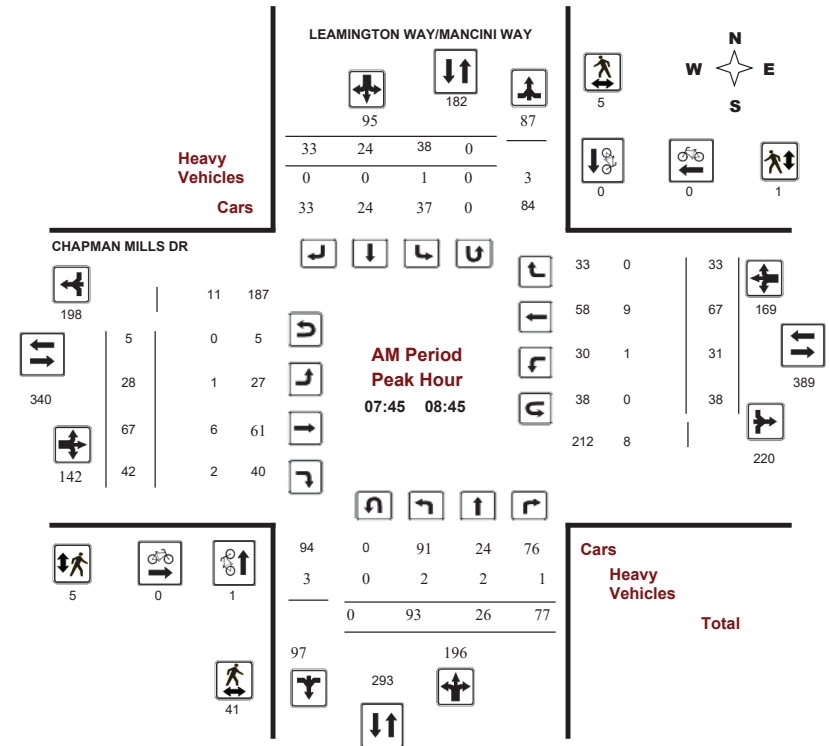 LEAMINGTON WAY/MANCINI WAY
N
W E
S
182
5
95 87
33 24 38 0
Heavy
Vehicles 0 0 1 0 3
Cars 33 24 37 0 84
0 0 1
CHAPMAN MILLS DR
198
11 187
33 0 33
169
5 0 5
58 9 67
340
28 1 27
AM Period
Peak Hour
07:45 08:45
30 1 31
389
67 6 61
38 0 38
142
42 2 40
212 8
220
94 0 91 24 76 Cars
3 0 2 2 1 Heavy
Vehicles
0 93 26 77 Total
5 0 1
97 196
293
41